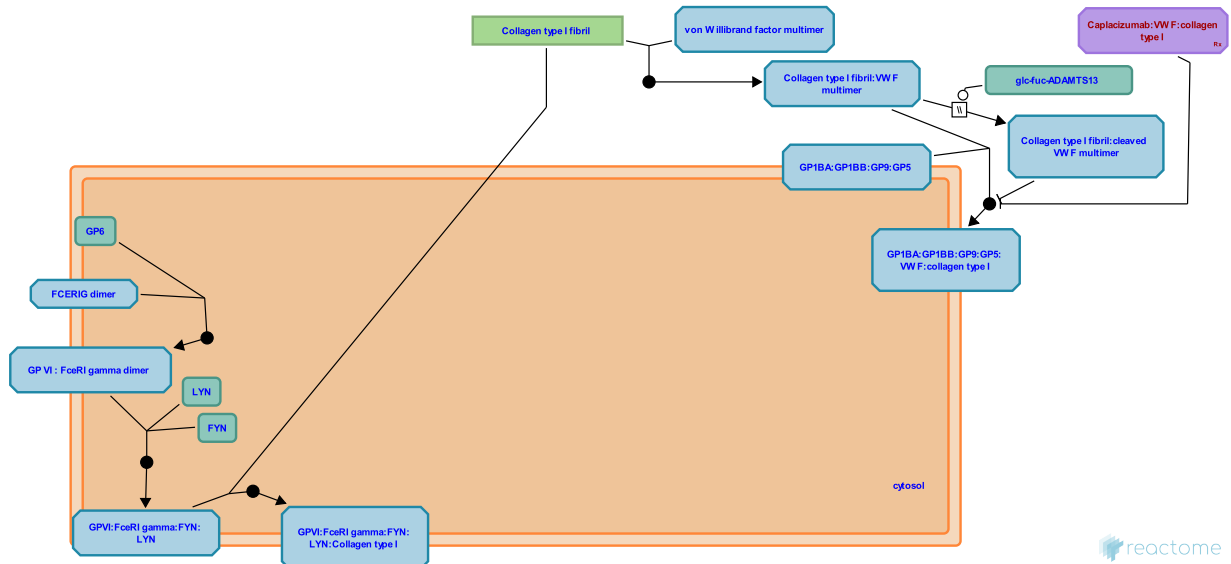 Collagen type I fibril
von Willibrand factor multimer
Caplacizumab:VWF:collagen
type I
Rx
Collagen type I fibril:VWF
multimer
glc-fuc-ADAMTS13
\\
Collagen type I fibril:cleaved
VWF multimer
GP1BA:GP1BB:GP9:GP5
GP6
GP1BA:GP1BB:GP9:GP5:
VWF:collagen type I
FCERIG dimer
GP VI : FceRI gamma dimer
LYN
FYN
cytosol
GPVI:FceRI gamma:FYN:
LYN
GPVI:FceRI gamma:FYN:
LYN:Collagen type I
reactome